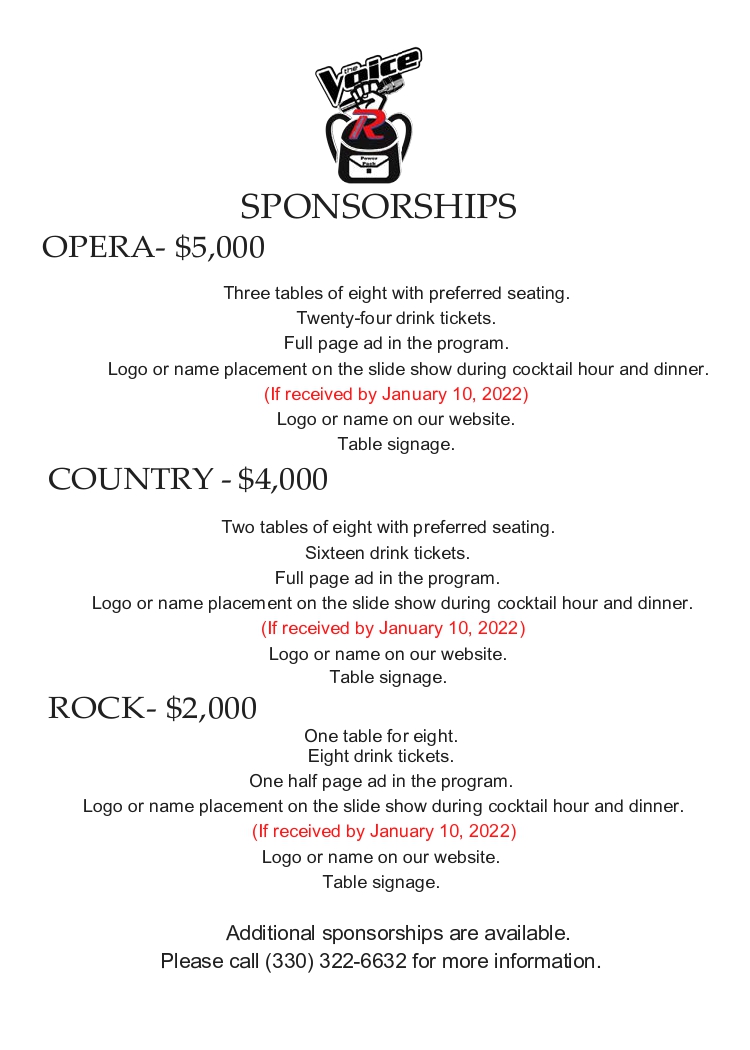 the
Voice
R
Power
Pack
SPONSORSHIPS
OPERA- $5,000
Three tables of eight with preferred seating.
Twenty-four drink tickets.
Full page ad in the program.
Logo or name placement on the slide show during cocktail hour and dinner.
(If received by January 10, 2022)
Logo or name on our website.
Table signage.
COUNTRY - $4,000
Two tables of eight with preferred seating.
Sixteen drink tickets.
Full page ad in the program.
Logo or name placement on the slide show during cocktail hour and dinner.
(If received by January 10, 2022)
Logo or name on our website.
Table signage.
ROCK- $2,000
One table for eight.
Eight drink tickets.
One half page ad in the program.
Logo or name placement on the slide show during cocktail hour and dinner.
(If received by January 10, 2022)
Logo or name on our website.
Table signage.
Additional sponsorships are available.
Please call (330) 322-6632 for more information.